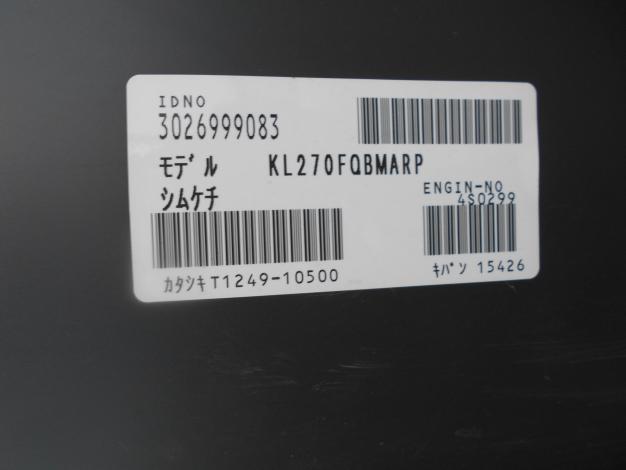 IDNO
3026999083
ﾓﾃﾞﾙ KL270FQBMARP
ｼﾑｹﾁ
ENGIN-NO
4S0299
ｶﾀｼｷ T1249-10500
ｷﾊﾞﾝ 15426